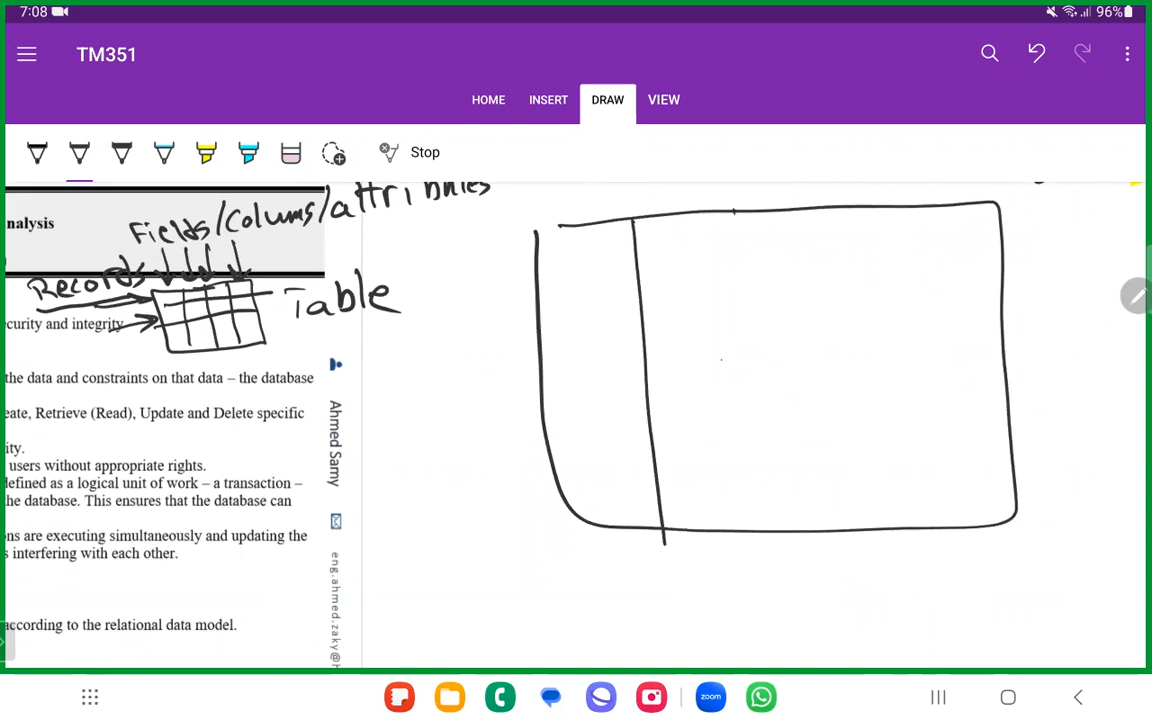 7:08
96%
TM351
HOME INSERT DRAW VIEW
Stop
attributes
nalysis
Fields/Colums/
Records
Table
ecurity and integrity
the data and constraints on that data – the database
eate, Retrieve (Read), Update and Delete specific
ity.
users without appropriate rights.
defined as a logical unit of work – a transaction –
he database. This ensures that the database can
ons are executing simultaneously and updating the
s interfering with each other.
according to the relational data model.
Ahmed Samy
eng.ahmed.zaky@h
zoom